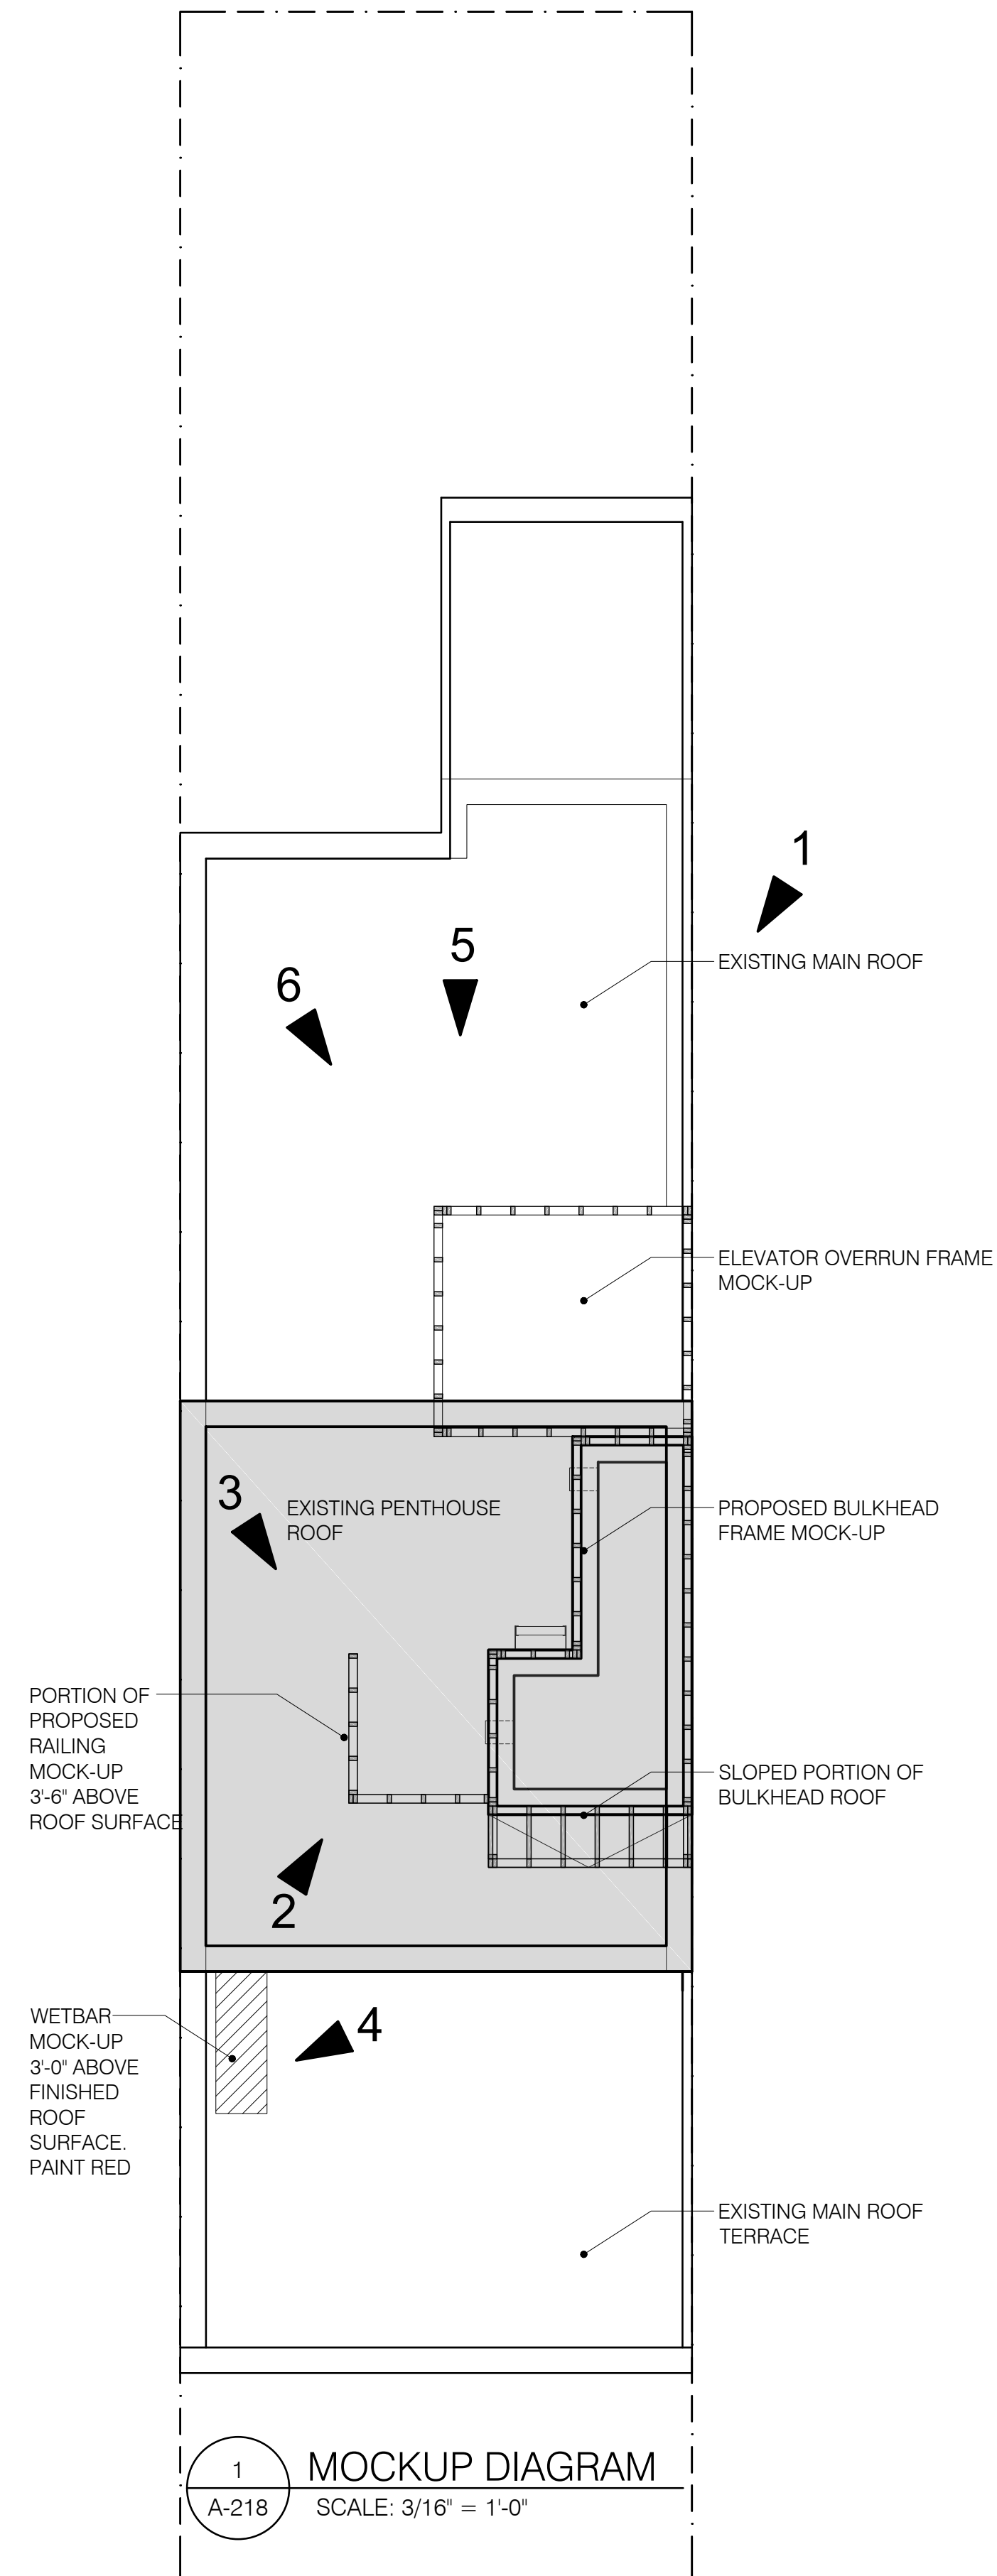 1
5
6
EXISTING MAIN ROOF
ELEVATOR OVERRUN FRAME
MOCK-UP
3
EXISTING PENTHOUSE
ROOF
PROPOSED BULKHEAD
FRAME MOCK-UP
PORTION OF
PROPOSED
RAILING
MOCK-UP
3'-6" ABOVE
ROOF SURFACE
SLOPED PORTION OF
BULKHEAD ROOF
2
WETBAR
MOCK-UP
3'-0" ABOVE
FINISHED
ROOF
SURFACE.
PAINT RED
4
EXISTING MAIN ROOF
TERRACE
1
A-218
MOCKUP DIAGRAM
SCALE: 3/16" = 1'-0"